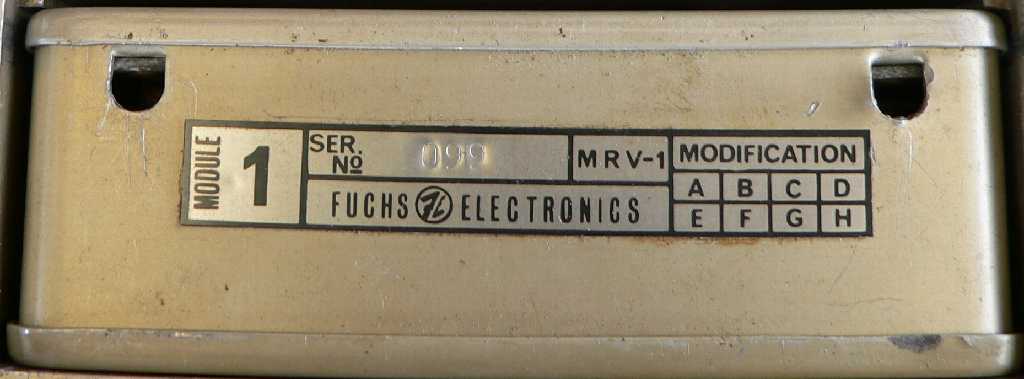 MODULE 1
SER. No 099
MRV-1
MODIFICATION
A B C D
E F G H
FUCHS ELECTRONICS